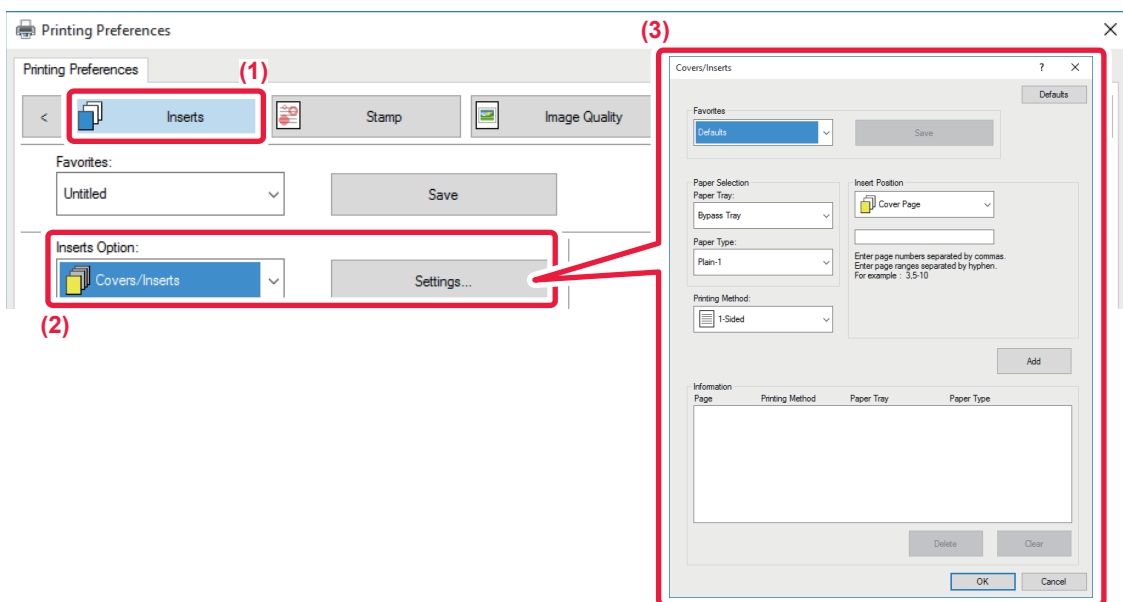 Printing Preferences
(1)
Printing Preferences
< Inserts Stamp Image Quality
Favorites:
Untitled Save
Inserts Option:
Covers/Inserts Settings...
(2)
(3)
Covers/Inserts ?
Defaults
Favorites
Defaults Save
Paper Selection
Paper Tray:
Bypass Tray
Paper Type:
Plain-1
Printing Method:
1-Sided
Insert Position
Cover Page
Enter page numbers separated by commas.
Enter page ranges separated by hyphen.
For example : 3,5-10
Add
Information
Page Printing Method Paper Tray Paper Type
Delete Clear
OK Cancel